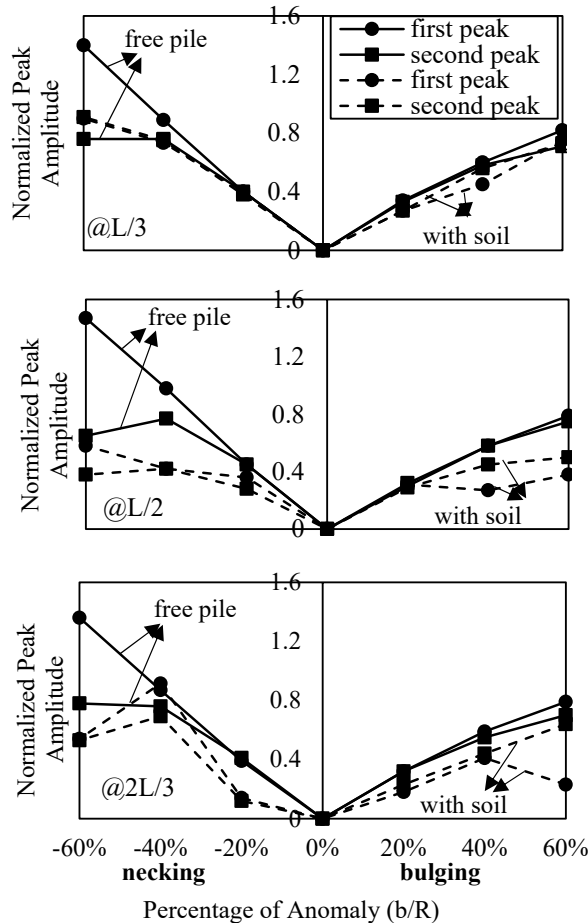 1.6
first peak
second peak
first peak
second peak
free pile
1.2
0.8
0.4
0
Normalized Peak
Amplitude
@L/3
with soil
1.6
free pile
1.2
0.8
0.4
0
Normalized Peak
Amplitude
@L/2
with soil
1.6
free pile
1.2
0.8
0.4
0
Normalized Peak
Amplitude
@2L/3
with soil
-60% -40% -20% 0% 20% 40% 60%
necking bulging
Percentage of Anomaly (b/R)